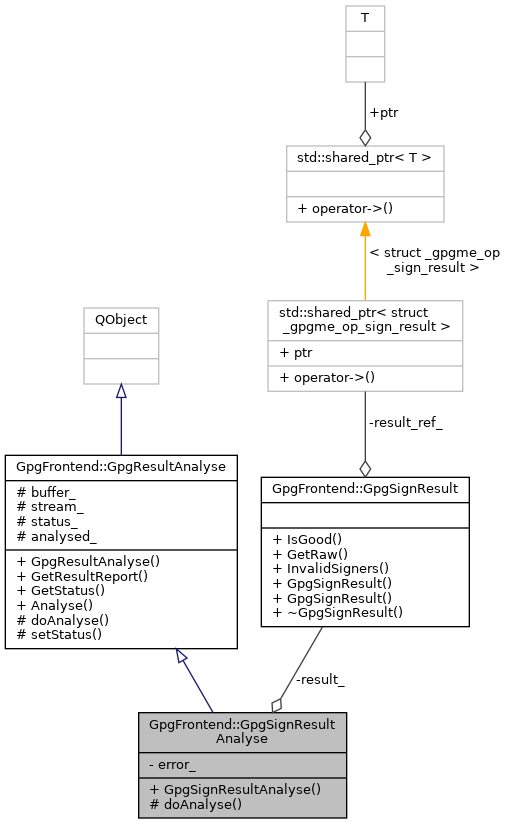 T
+ptr
std::shared_ptr< T >
+ operator->()
< struct _gpgme_op
_sign_result >
std::shared_ptr< struct
_gpgme_op_sign_result >
+ ptr
+ operator->()
QObject
-result_ref_
GpgFrontend::GpgResultAnalyse
# buffer_
# stream_
# status_
# analysed_
+ GpgResultAnalyse()
+ GetResultReport()
+ GetStatus()
+ Analyse()
# doAnalyse()
# setStatus()
GpgFrontend::GpgSignResult
+ IsGood()
+ GetRaw()
+ InvalidSigners()
+ GpgSignResult()
+ GpgSignResult()
+ ~GpgSignResult()
-result_
GpgFrontend::GpgSignResult
Analyse
- error_
+ GpgSignResultAnalyse()
# doAnalyse()